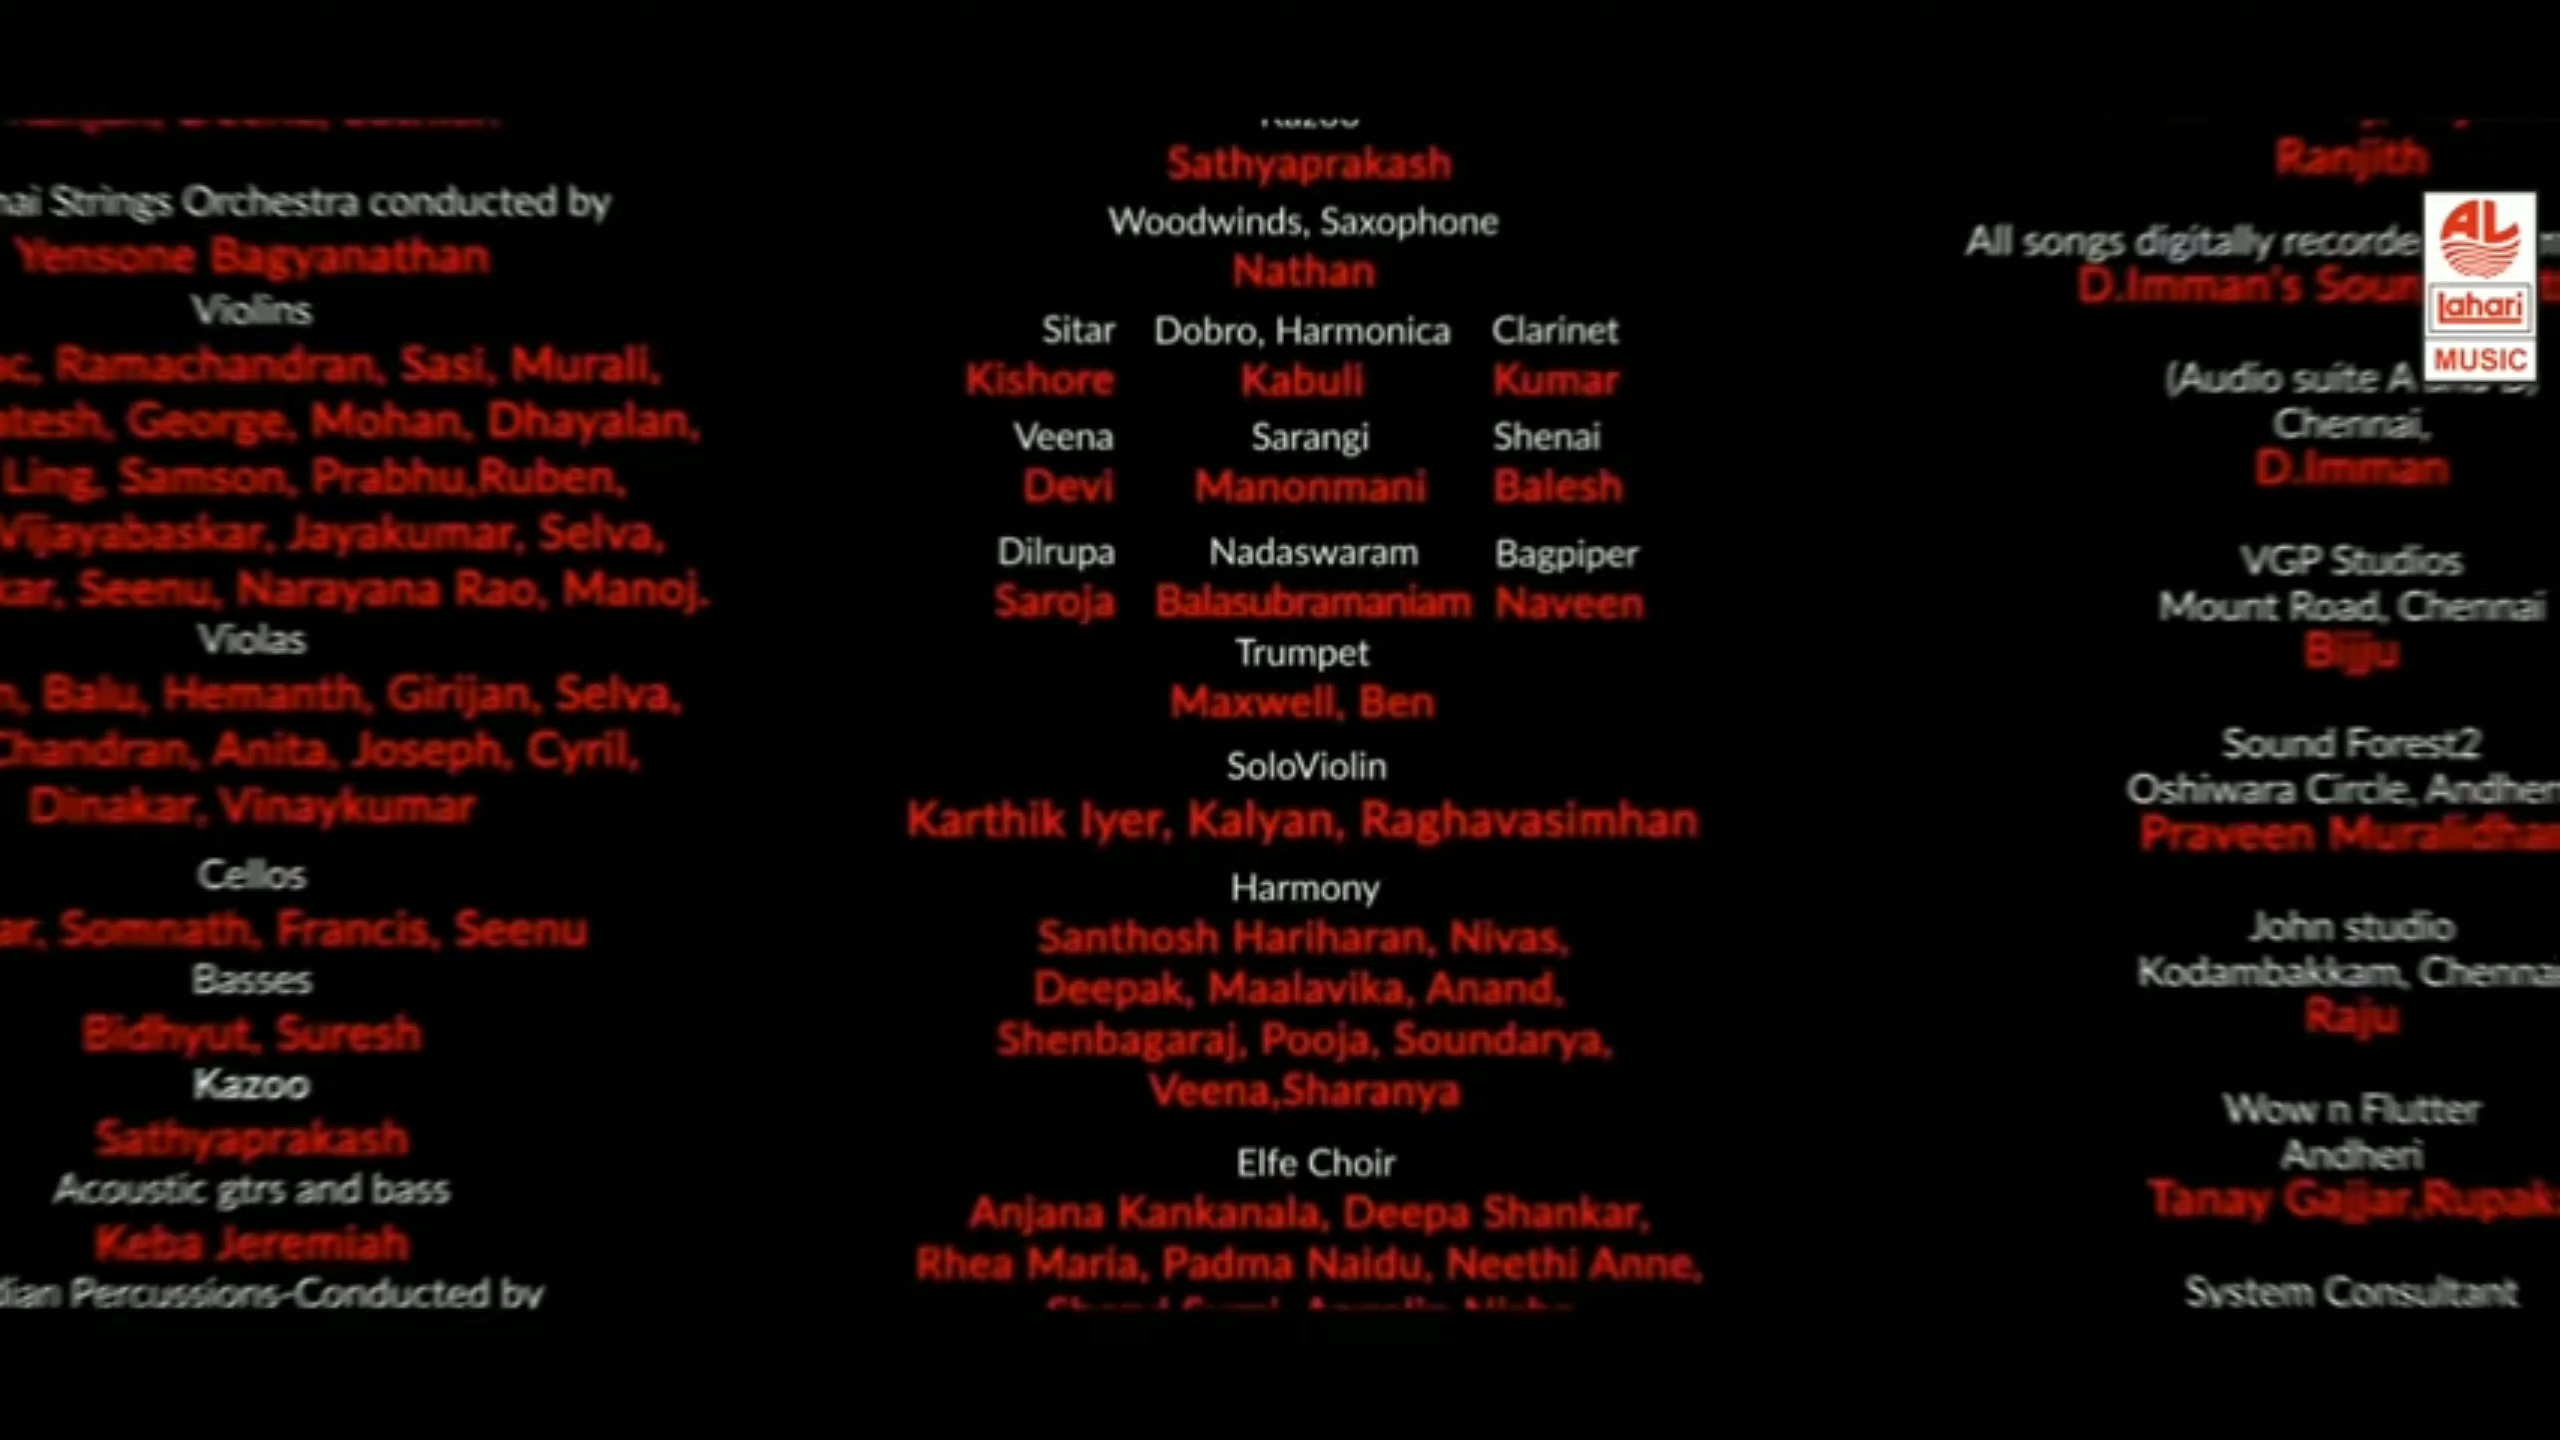 Strings Orchestra conducted by
Yensone Bagyanathan
Violins
Ramachandran, Sasi, Murali,
George, Mohan, Dhayalan,
Ling, Samson, Prabhu,Ruben,
Vijayabaskar, Jayakumar, Selva,
Seenu, Narayana Rao, Manoj.
Violas
Balu, Hemanth, Girijan, Selva,
Chandran, Anita, Joseph, Cyril,
Dinakar, Vinaykumar
Cellos
Somnath, Francis, Seenu
Basses
Bidhyut, Suresh
Kazoo
Sathyaprakash
Acoustic gtrs and bass
Keba Jeremiah
Percussions-Conducted by
Kazoo
Sathyaprakash
Woodwinds, Saxophone
Nathan
Sitar Dobro, Harmonica Clarinet
Kishore Kabuli Kumar
Veena Sarangi Shenai
Devi Manonmani Balesh
Dilrupa Nadaswaram Bagpiper
Saroja Balasubramaniam Naveen
Trumpet
Maxwell, Ben
SoloViolin
Karthik Iyer, Kalyan, Raghavasimhan
Harmony
Santhosh Hariharan, Nivas,
Deepak, Maalavika, Anand,
Shenbagaraj, Pooja, Soundarya,
Veena,Sharanya
Elfe Choir
Anjana Kankanala, Deepa Shankar,
Rhea Maria, Padma Naidu, Neethi Anne,
Ranjith
All songs digitally
D.Imman's
(Audio suite A
Chennai,
D.Imman
VGP Studios
Mount Road, Chennai
Bijju
Sound Forest2
Oshiwara Circle, Andheri
Praveen
John studio
Kodambakkam, Chennai
Raju
Wow n Flutter
Andheri
Tanay Gajjar,
System Consultant
AL
lahari
MUSIC